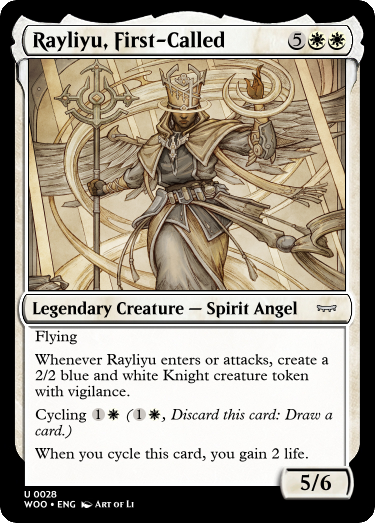 Rayliyu, First-Called 5
Legendary Creature — Spirit Angel
Flying
Whenever Rayliyu enters or attacks, create a
2/2 blue and white Knight creature token
with vigilance.
Cycling 1 (1, Discard this card: Draw a
card.)
When you cycle this card, you gain 2 life.
5/6
U 0028
WOO • ENG Art of Li